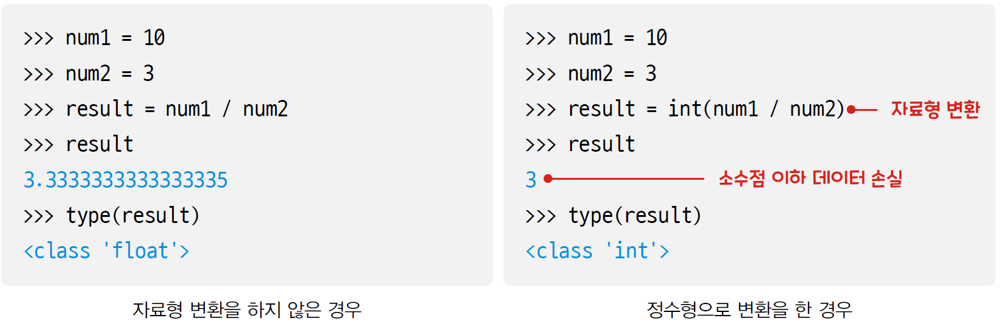 >>> num1 = 10
>>> num2 = 3
>>> result = num1 / num2
>>> result
3.3333333333333335
>>> type(result)
<class 'float'>
자료형 변환을 하지 않은 경우
>>> num1 = 10
>>> num2 = 3
>>> result = int(num1 / num2) 자료형 변환
>>> result
3 소수점 이하 데이터 손실
>>> type(result)
<class 'int'>
정수형으로 변환을 한 경우